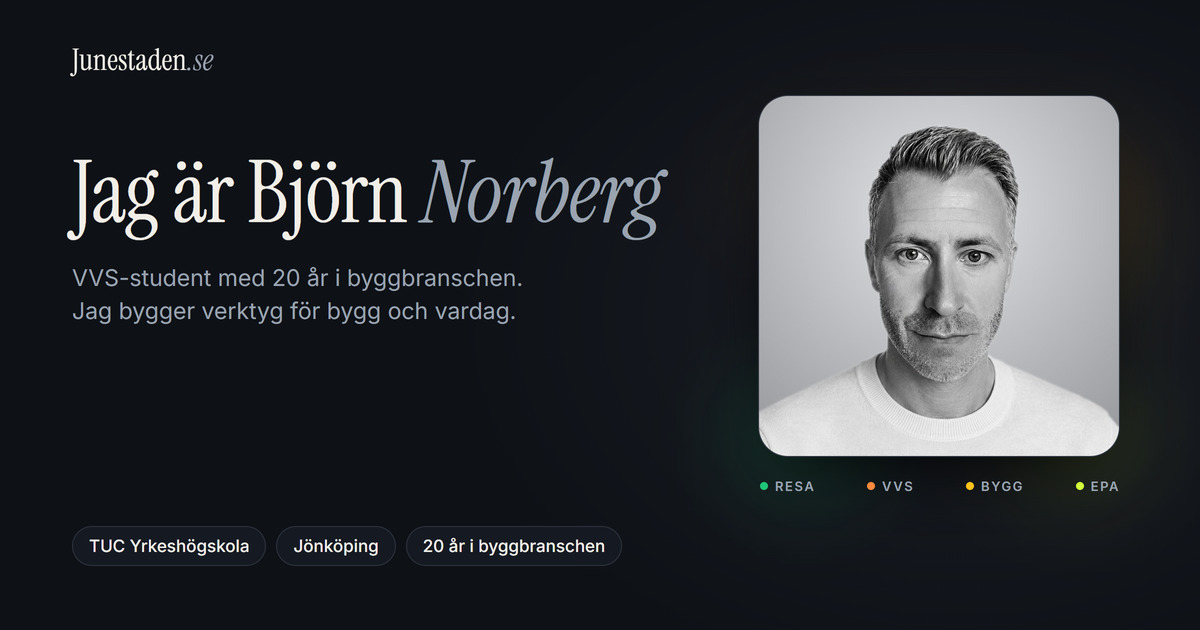 Junestaden.se
Jag är Björn Norberg
VVS-student med 20 år i byggbranschen.
Jag bygger verktyg för bygg och vardag.
RESA VVS BYGG EPA
TUC Yrkeshögskola Jönköping 20 år i byggbranschen